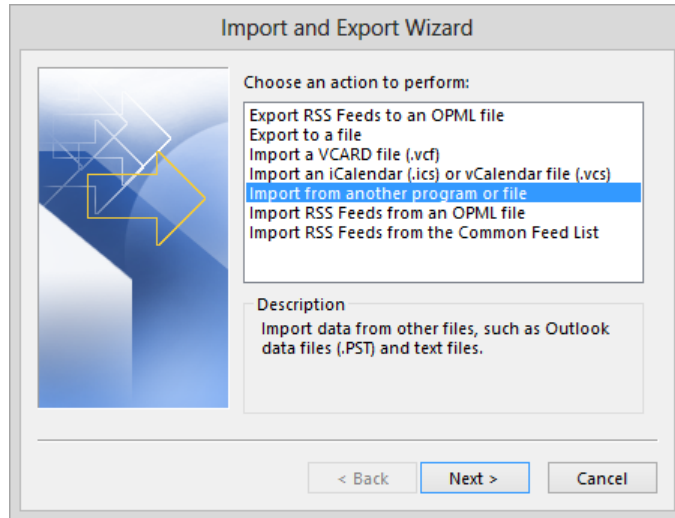 Import and Export Wizard
Choose an action to perform:
Export RSS Feeds to an OPML file
Export to a file
Import a VCARD file (.vcf)
Import an iCalendar (.ics) or vCalendar file (.vcs)
Import from another program or file
Import RSS Feeds from an OPML file
Import RSS Feeds from the Common Feed List
Description
Import data from other files, such as Outlook
data files (.PST) and text files.
< Back
Next >
Cancel